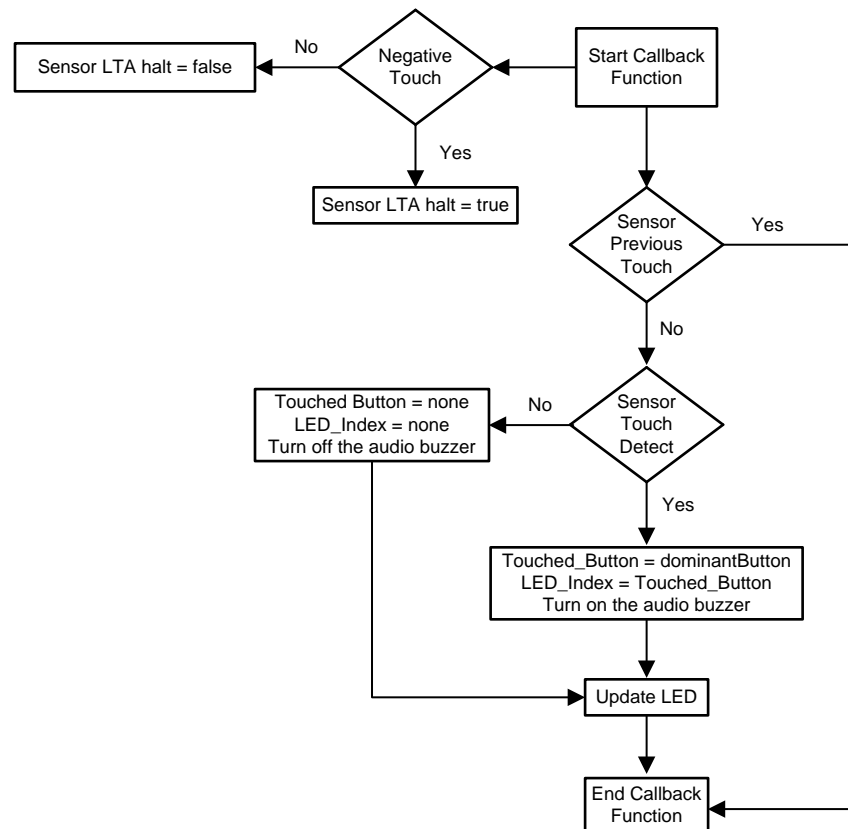 No
Negative
Touch
Start Callback
Function
Sensor LTA halt = false
Yes
Sensor LTA halt = true
Sensor
Previous
Touch
Yes
No
Touched Button = none
LED_Index = none
Turn off the audio buzzer
No
Sensor
Touch
Detect
Yes
Touched_Button = dominantButton
LED_Index = Touched_Button
Turn on the audio buzzer
Update LED
End Callback
Function